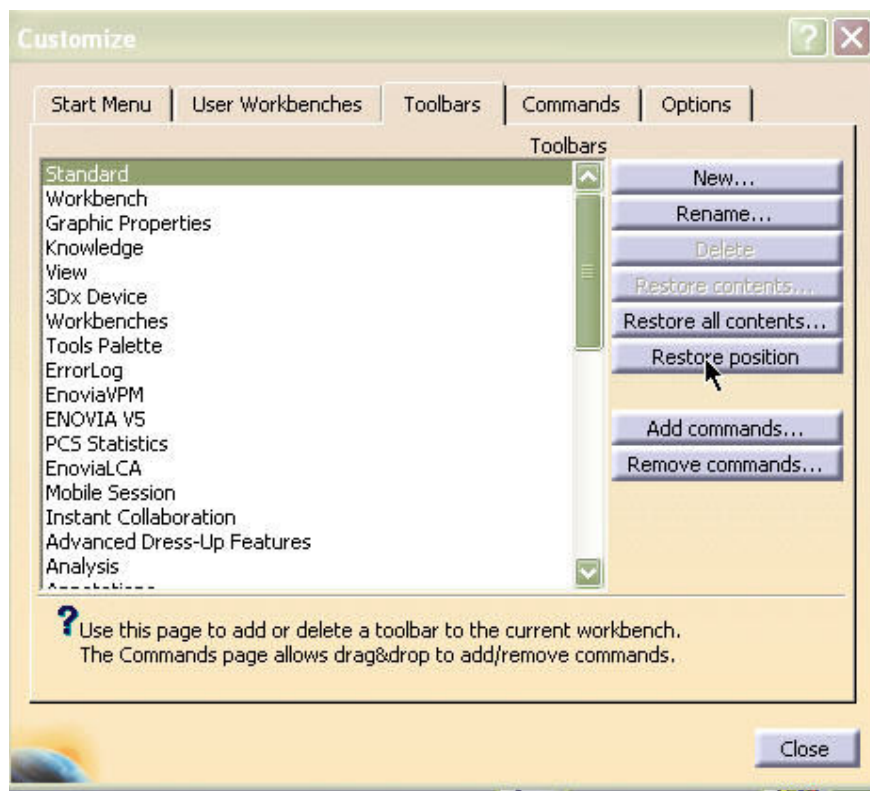 Customize
?
Start Menu
User Workbenches
Toolbars
Commands
Options
Toolbars
Standard
Workbench
Graphic Properties
Knowledge
View
3Dx Device
Workbenches
Tools Palette
ErrorLog
EnoviaVPM
ENOVIA V5
PCS Statistics
EnoviaLCA
Mobile Session
Instant Collaboration
Advanced Dress-Up Features
Analysis
New...
Rename...
Delete
Restore contents...
Restore all contents...
Restore position
Add commands...
Remove commands...
? Use this page to add or delete a toolbar to the current workbench.
The Commands page allows drag&drop to add/remove commands.
Close